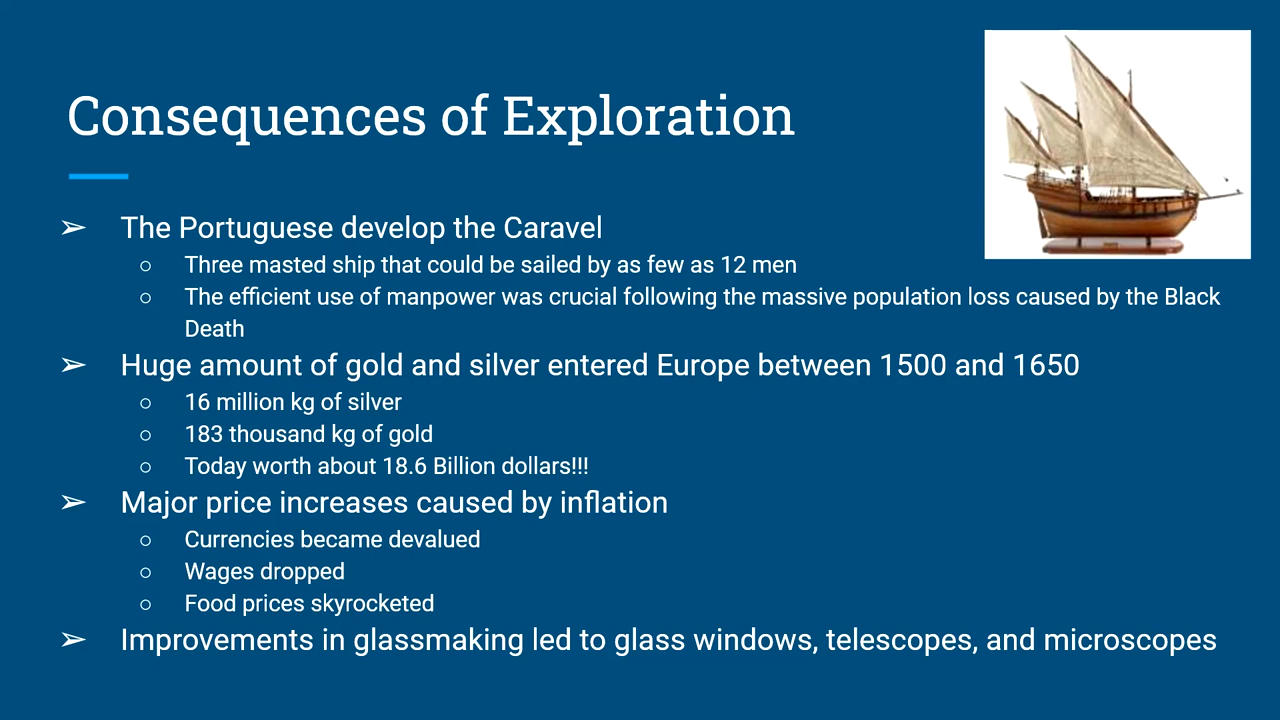 Consequences of Exploration
➢ The Portuguese develop the Caravel
○ Three masted ship that could be sailed by as few as 12 men
○ The efficient use of manpower was crucial following the massive population loss caused by the Black
Death
➢ Huge amount of gold and silver entered Europe between 1500 and 1650
○ 16 million kg of silver
○ 183 thousand kg of gold
○ Today worth about 18.6 Billion dollars!!!
➢ Major price increases caused by inflation
○ Currencies became devalued
○ Wages dropped
○ Food prices skyrocketed
➢ Improvements in glassmaking led to glass windows, telescopes, and microscopes